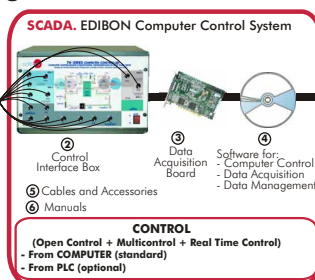 SCADA. EDIBON Computer Control System
②
Control
Interface Box
③
Data
Acquisition
Board
④
Software for:
- Computer Control
- Data Acquisition
- Data Management
⑤ Cables and Accessories
⑥ Manuals
CONTROL
(Open Control + Multicontrol + Real Time Control)
- From COMPUTER (standard)
- From PLC (optional)